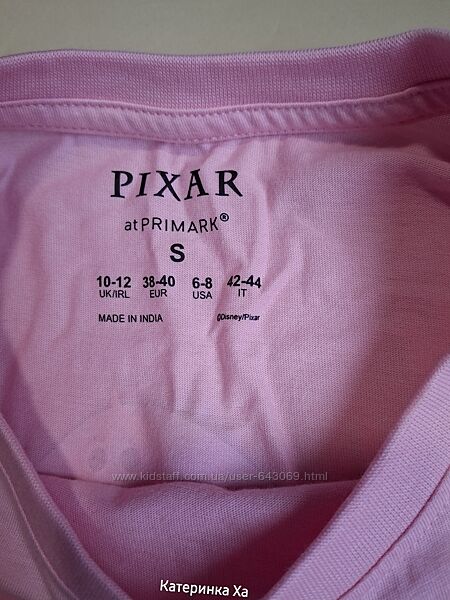 PIXAR
at PRIMARK®
S
10-12 38-40 6-8 42-44
UK/IRL EUR USA IT
MADE IN INDIA ©Disney/Pixar
www.kidstaff.com.ua/user-643069.html
Катеринка Ха